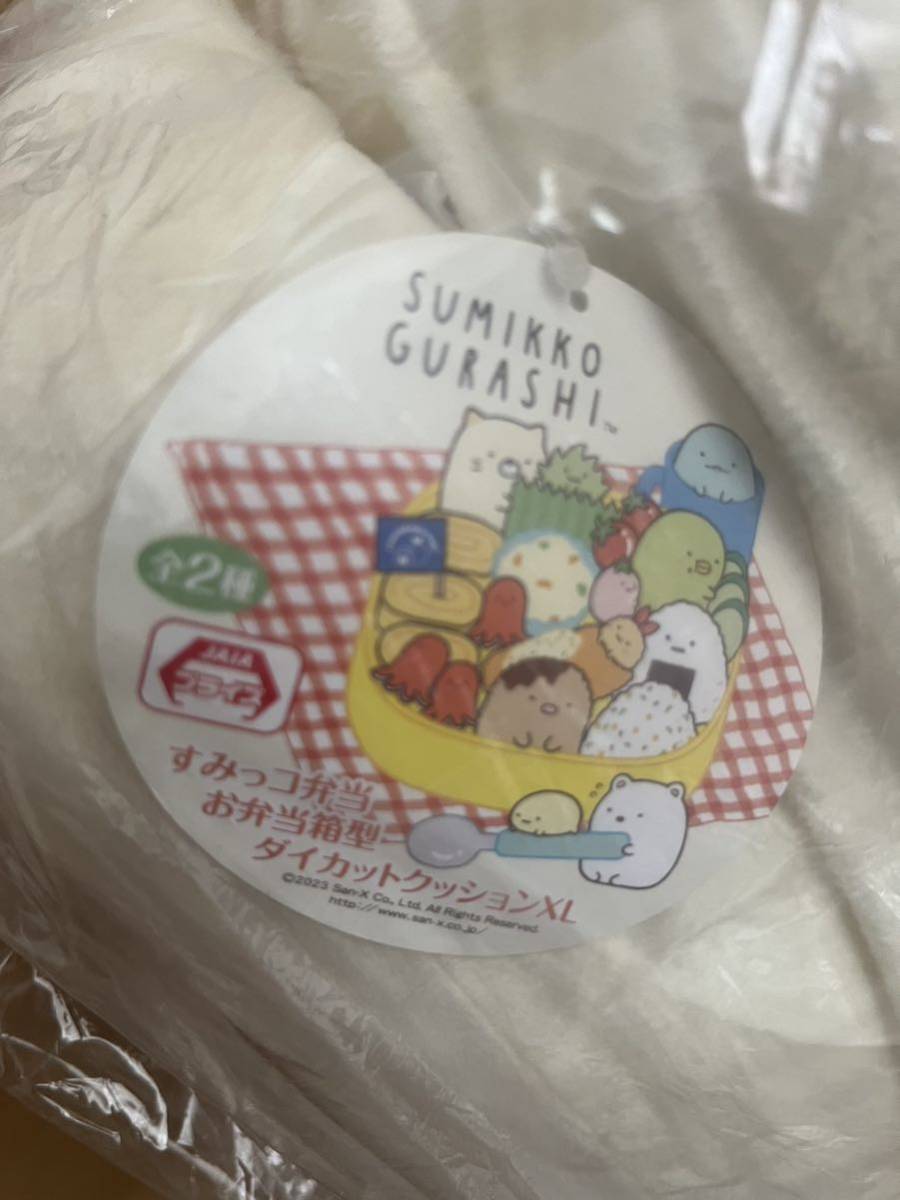 SUMIKKO
GURASHI™
全2種
JAIA
プライズ
すみっコ弁当
お弁当箱型
ダイカットクッションXL
©2023 San-X Co., Ltd. All Rights Reserved.
http://www.san-x.co.jp/